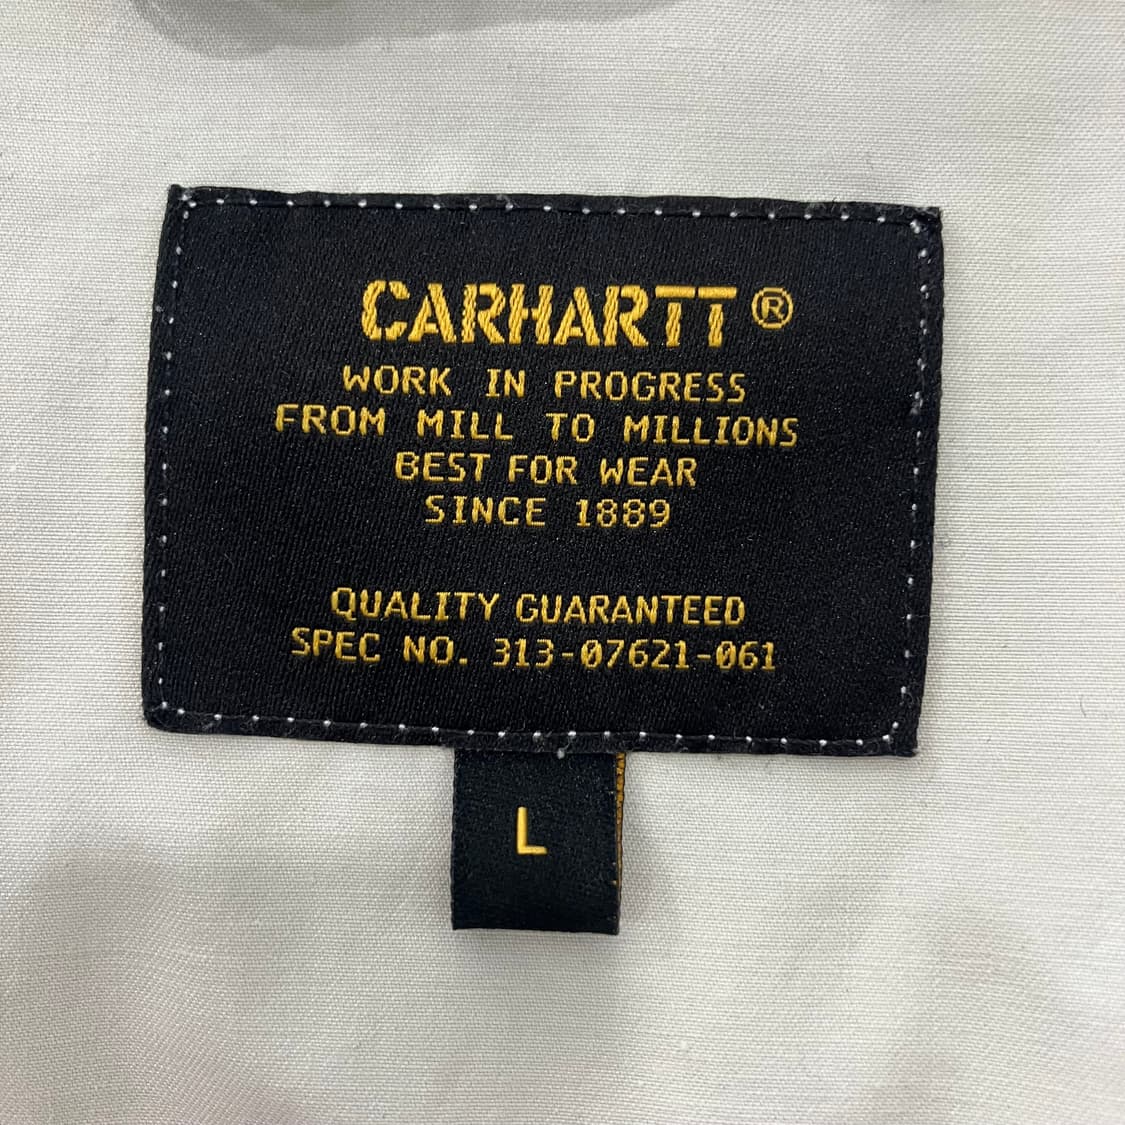 CARHARTT®
WORK IN PROGRESS
FROM MILL TO MILLIONS
BEST FOR WEAR
SINCE 1889
QUALITY GUARANTEED
SPEC NO. 313-07621-061
L